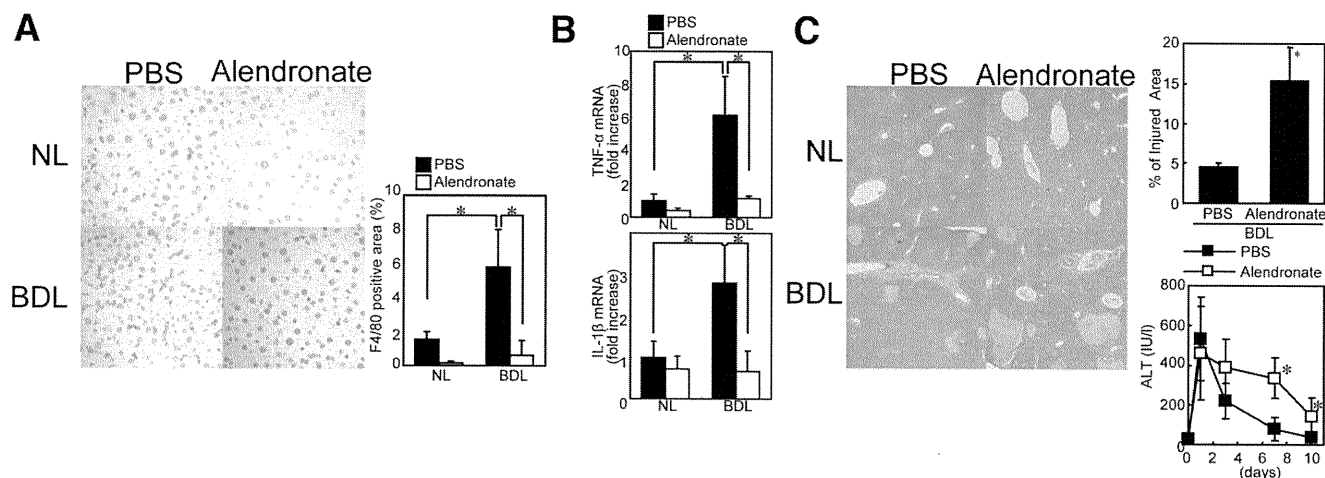 A
PBS Alendronate
NL
BDL
PBS
Alendronate
F4/80 positive area (%)
10
8
6
4
2
0
NL BDL
*
*
B
PBS
Alendronate
TNF-α mRNA
(fold increase)
10
8
6
4
2
0
NL BDL
*
*
IL-1β mRNA
(fold increase)
3
2
1
0
NL BDL
*
*
C
PBS Alendronate
NL
BDL
% of Injured Area
20
15
10
5
0
*
PBS Alendronate
BDL
PBS
Alendronate
ALT (IU/l)
800
600
400
200
0
*
*
0 2 4 6 8 10
(days)